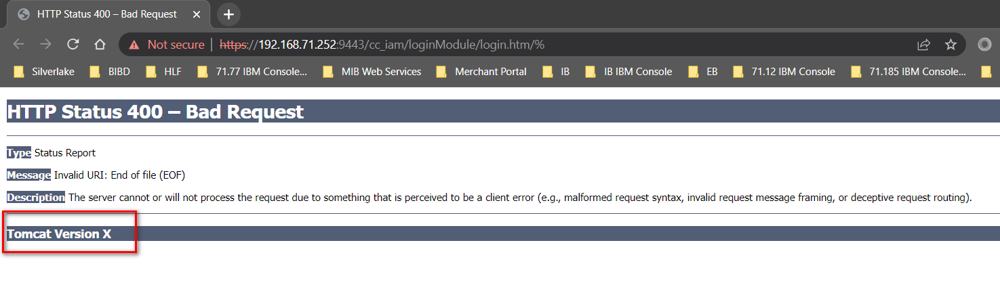 HTTP Status 400 – Bad Request
Not secure | https://192.168.71.252:9443/cc_iam/loginModule/login.htm/%
Silverlake BIBD HLF 71.77 IBM Console... MIB Web Services Merchant Portal IB IB IBM Console EB 71.12 IBM Console 71.185 IBM Console...
HTTP Status 400 – Bad Request
Type Status Report
Message Invalid URI: End of file (EOF)
Description The server cannot or will not process the request due to something that is perceived to be a client error (e.g., malformed request syntax, invalid request message framing, or deceptive request routing).
Tomcat Version X